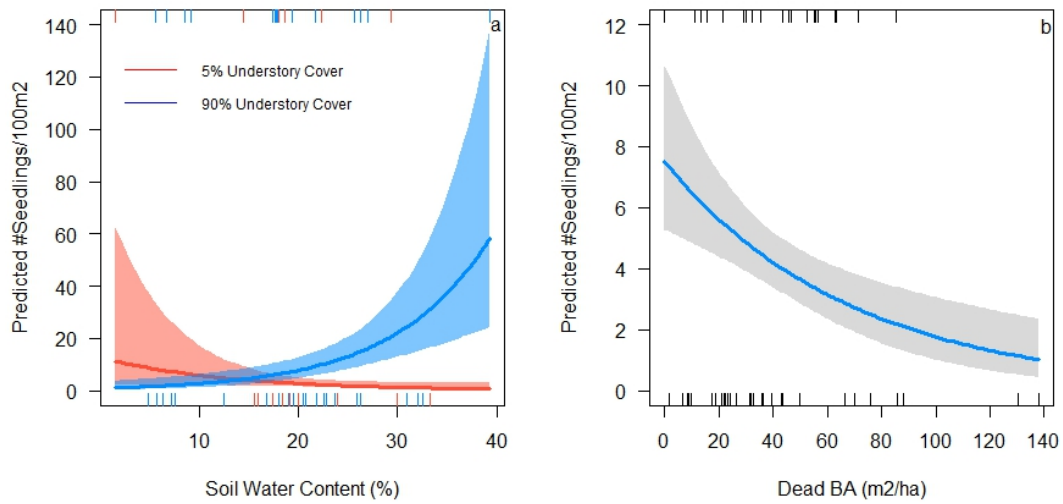 a
140
120
100
80
60
40
20
0
Predicted #Seedlings/100m2
5% Understory Cover
90% Understory Cover
10 20 30 40
Soil Water Content (%)
b
12
10
8
6
4
2
0
Predicted #Seedlings/100m2
0 20 40 60 80 100 120 140
Dead BA (m2/ha)